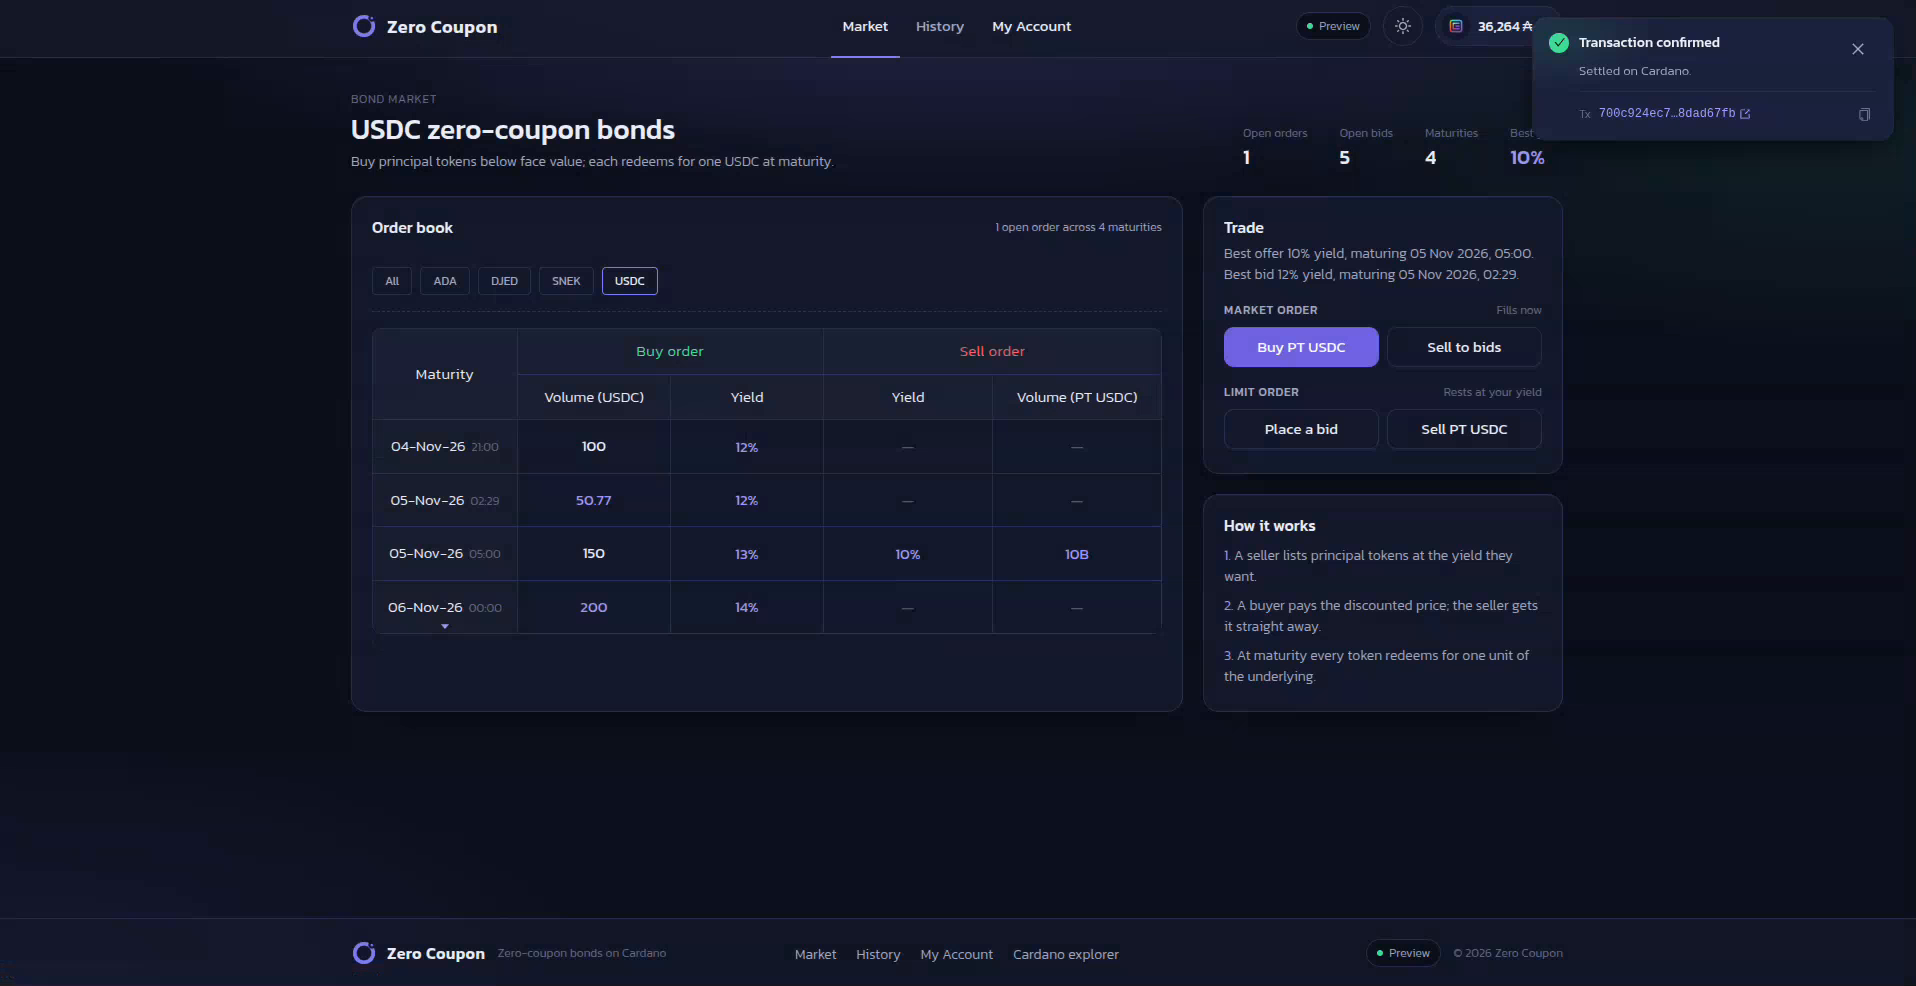 Zero Coupon
Market
History
My Account
Preview
36,264 ₳
Transaction confirmed
Settled on Cardano.
Tx 700c924ec7…8dad67fb
BOND MARKET
USDC zero-coupon bonds
Buy principal tokens below face value; each redeems for one USDC at maturity.
Open orders
1
Open bids
5
Maturities
4
Best
10%
Order book
1 open order across 4 maturities
All
ADA
DJED
SNEK
USDC
Maturity
Buy order
Sell order
Volume (USDC)
Yield
Yield
Volume (PT USDC)
04-Nov-26 21:00
100
12%
—
—
05-Nov-26 02:29
50.77
12%
—
—
05-Nov-26 05:00
150
13%
10%
10B
06-Nov-26 00:00
200
14%
—
—
Trade
Best offer 10% yield, maturing 05 Nov 2026, 05:00.
Best bid 12% yield, maturing 05 Nov 2026, 02:29.
MARKET ORDER
Fills now
Buy PT USDC
Sell to bids
LIMIT ORDER
Rests at your yield
Place a bid
Sell PT USDC
How it works
1. A seller lists principal tokens at the yield they
want.
2. A buyer pays the discounted price; the seller gets
it straight away.
3. At maturity every token redeems for one unit of
the underlying.
Zero Coupon
Zero-coupon bonds on Cardano
Market
History
My Account
Cardano explorer
Preview
© 2026 Zero Coupon